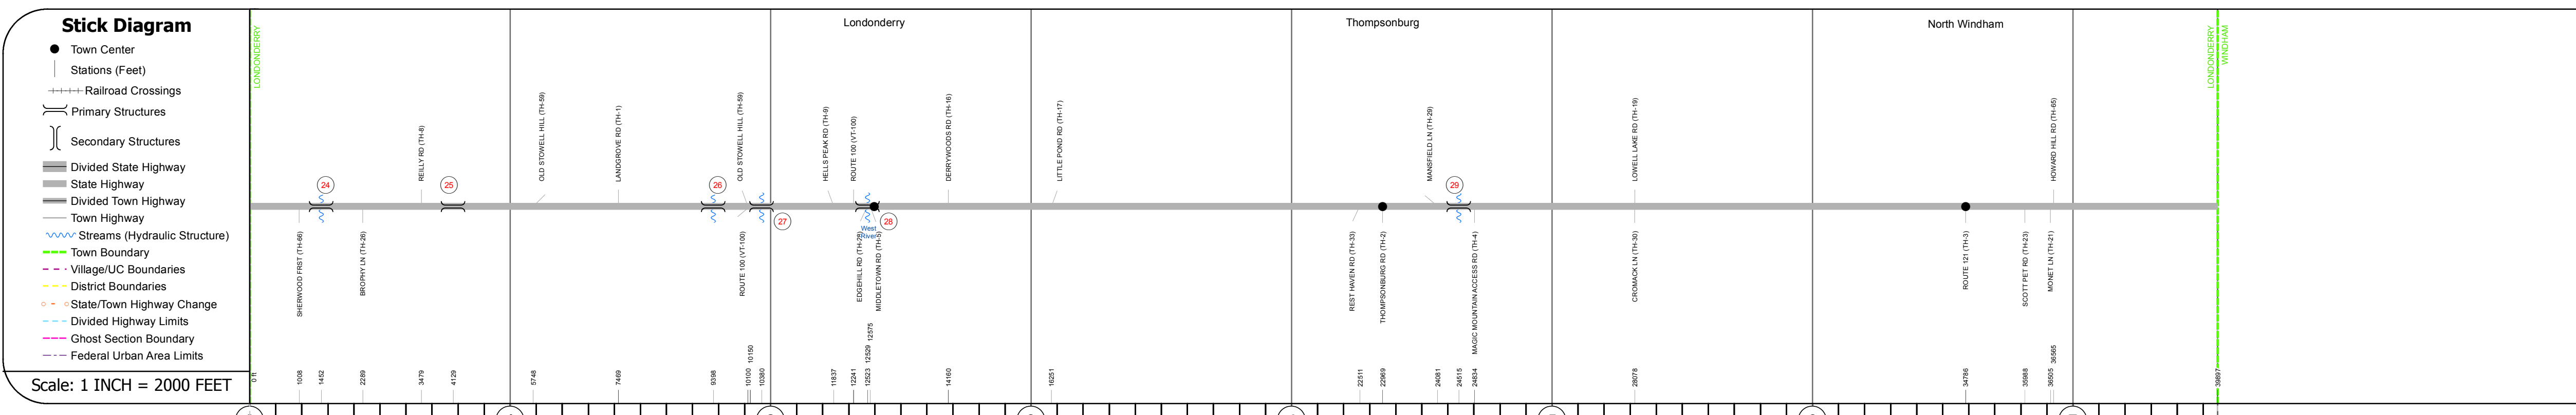 Stick Diagram
Town Center
Stations (Feet)
Railroad Crossings
Primary Structures
Secondary Structures
Divided State Highway
State Highway
Divided Town Highway
Town Highway
Streams (Hydraulic Structure)
Town Boundary
Village/UC Boundaries
District Boundaries
State/Town Highway Change
Divided Highway Limits
Ghost Section Boundary
Federal Urban Area Limits
Scale: 1 INCH = 2000 FEET
LONDONDERRY
Londonderry
Thompsonburg
North Windham
LONDONDERRY
WINDHAM
REILLY RD (TH-8)
OLD STOWELL HILL (TH-59)
LANDGROVE RD (TH-1)
OLD STOWELL HILL (TH-59)
HELLS PEAK RD (TH-9)
ROUTE 100 (VT-100)
DERRYWOODS RD (TH-16)
LITTLE POND RD (TH-17)
MANSFIELD LN (TH-29)
LOWELL LAKE RD (TH-19)
HOWARD HILL RD (TH-65)
24
25
26
27
28
29
West
River
SHERWOOD FRST (TH-66)
BROPHY LN (TH-26)
ROUTE 100 (VT-100)
EDGEHILL RD (TH-28)
MIDDLETOWN RD (TH-5)
REST HAVEN RD (TH-33)
THOMPSONBURG RD (TH-2)
MAGIC MOUNTAIN ACCESS RD (TH-4)
CROMACK LN (TH-30)
ROUTE 121 (TH-3)
SCOTT PET RD (TH-23)
MONET LN (TH-21)
0 ft
1008
1452
2289
3479
4129
5748
7469
9398
10100
10150
10380
11837
12241
12523
12529
12575
14160
16251
22511
22969
24081
24515
24834
28078
34786
35988
36505
36565
39897